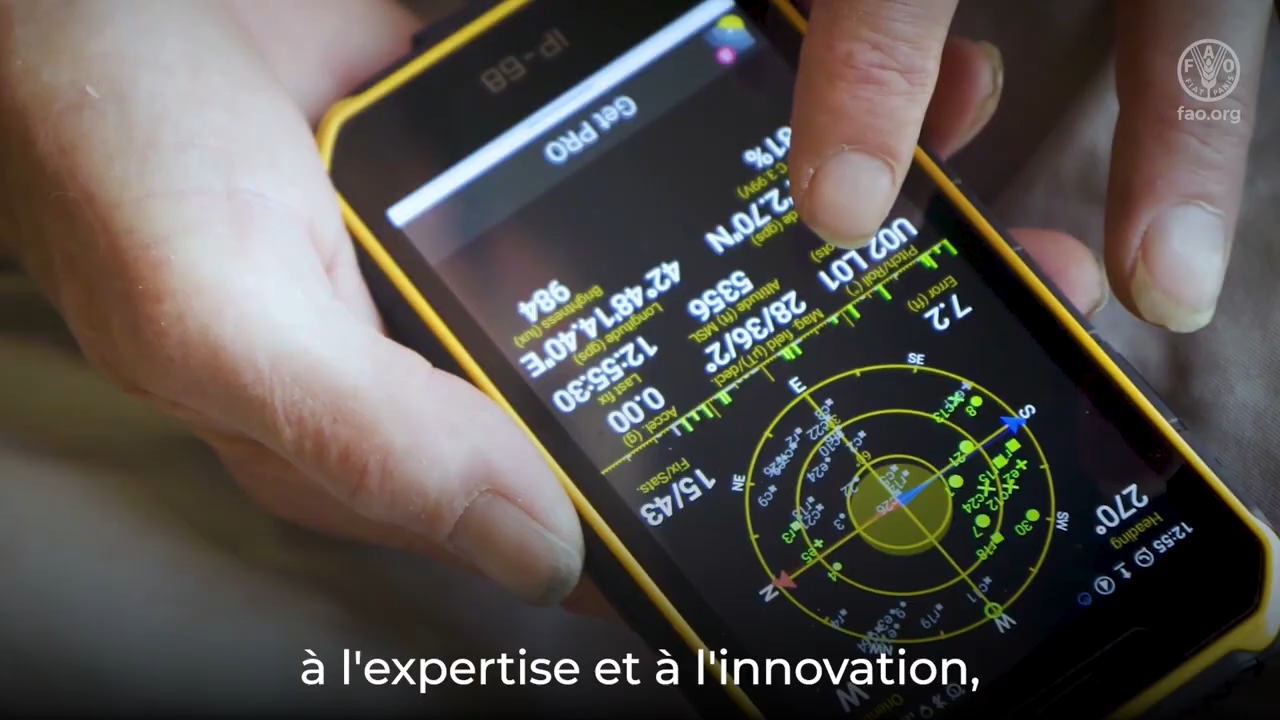 IP-68
FAO
FIAT PANIS
fao.org
Get PRO
2.70"N
U02 L01
Pitch/Roll (°)
984
Brightness (lux)
42°48'14.40"E
Longitude (gps)
5356
Altitude (ft) MSL
28/36/2°
Mag. field (μT)/decl.
7.2
Error (ft)
12:55:30
Last fix
0.00
Accel. (g)
15/43
Fix/Sats.
SE
E
S
NE
SW
N
W
270°
Heading
12:55
à l'expertise et à l'innovation,